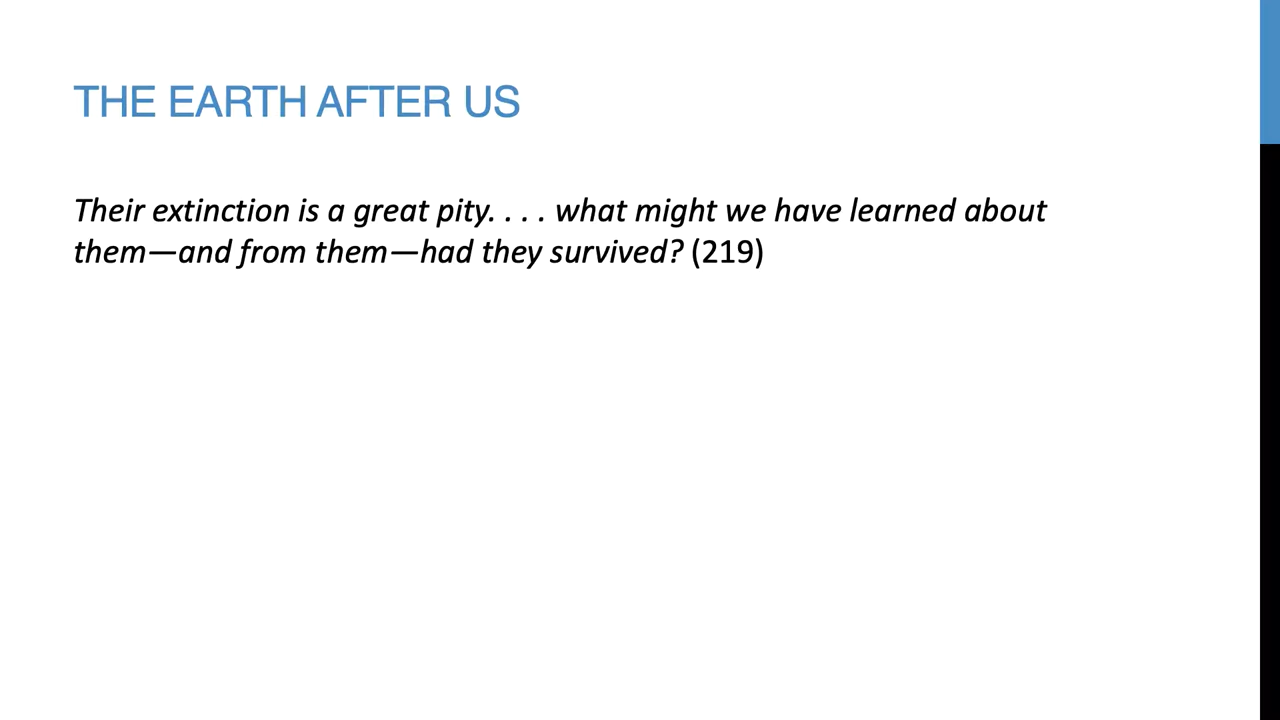 THE EARTH AFTER US
Their extinction is a great pity. . . . what might we have learned about
them—and from them—had they survived? (219)